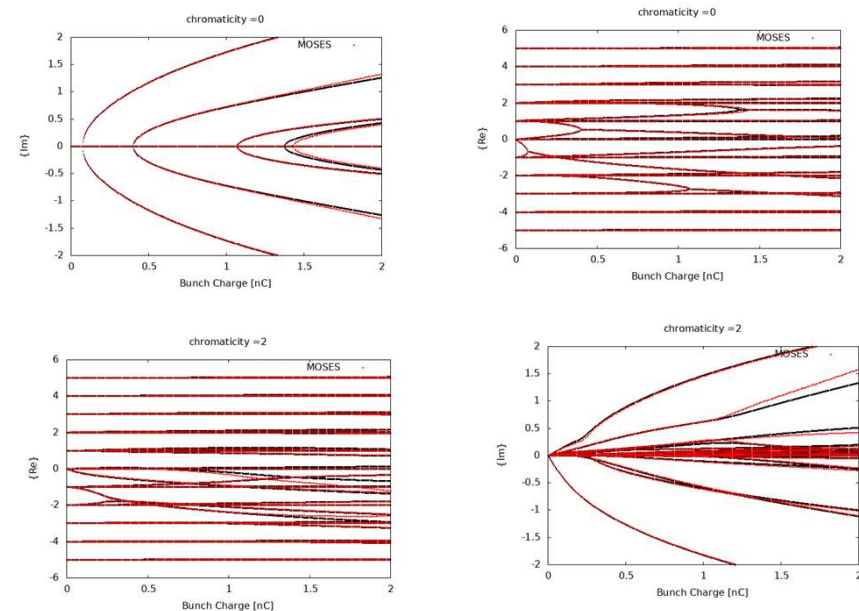 chromaticity =0
MOSES
2
1.5
1
0.5
0
-0.5
-1
-1.5
-2
{Im}
0 0.5 1 1.5 2
Bunch Charge [nC]
chromaticity =0
MOSES
6
4
2
0
-2
-4
-6
{Re}
0 0.5 1 1.5 2
Bunch Charge [nC]
chromaticity =2
MOSES
6
4
2
0
-2
-4
-6
{Re}
0 0.5 1 1.5 2
Bunch Charge [nC]
chromaticity =2
MOSES
2
1.5
1
0.5
0
-0.5
-1
-1.5
-2
{Im}
0 0.5 1 1.5 2
Bunch Charge [nC]